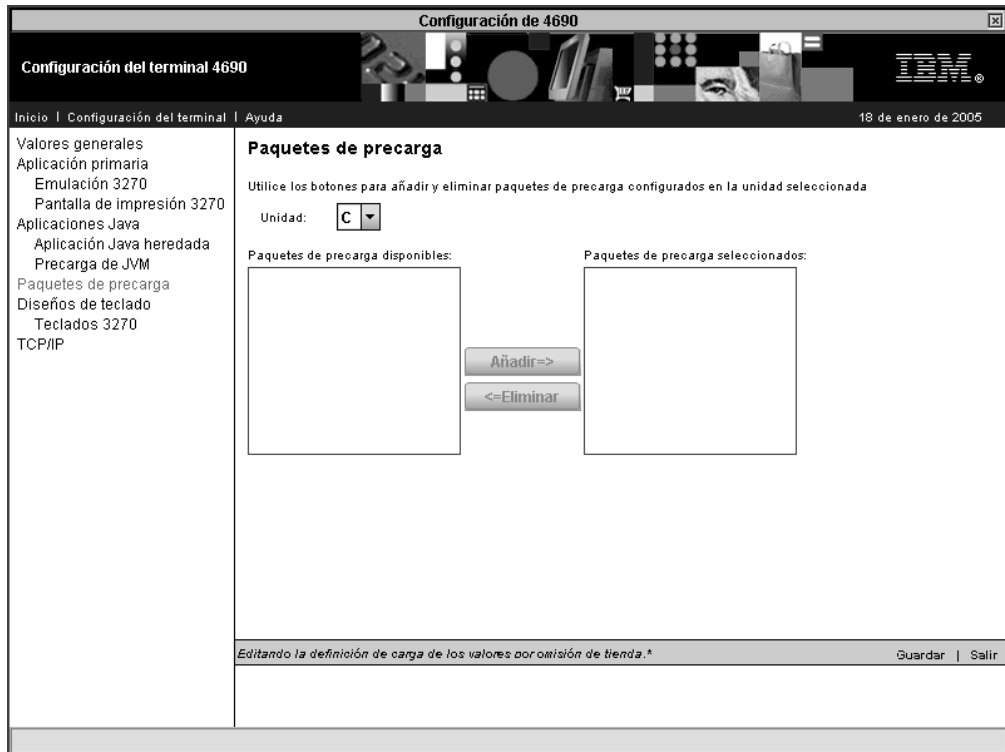 Configuración de 4690
Configuración del terminal 4690
IBM®
Inicio | Configuración del terminal | Ayuda
18 de enero de 2005
Valores generales
Aplicación primaria
Emulación 3270
Pantalla de impresión 3270
Aplicaciones Java
Aplicación Java heredada
Precarga de JVM
Paquetes de precarga
Diseños de teclado
Teclados 3270
TCP/IP
Paquetes de precarga
Utilice los botones para añadir y eliminar paquetes de precarga configurados en la unidad seleccionada
Unidad: C
Paquetes de precarga disponibles:
Paquetes de precarga seleccionados:
Añadir=>
<=Eliminar
Editando la definición de carga de los valores por omisión de tienda.*
Guardar | Salir